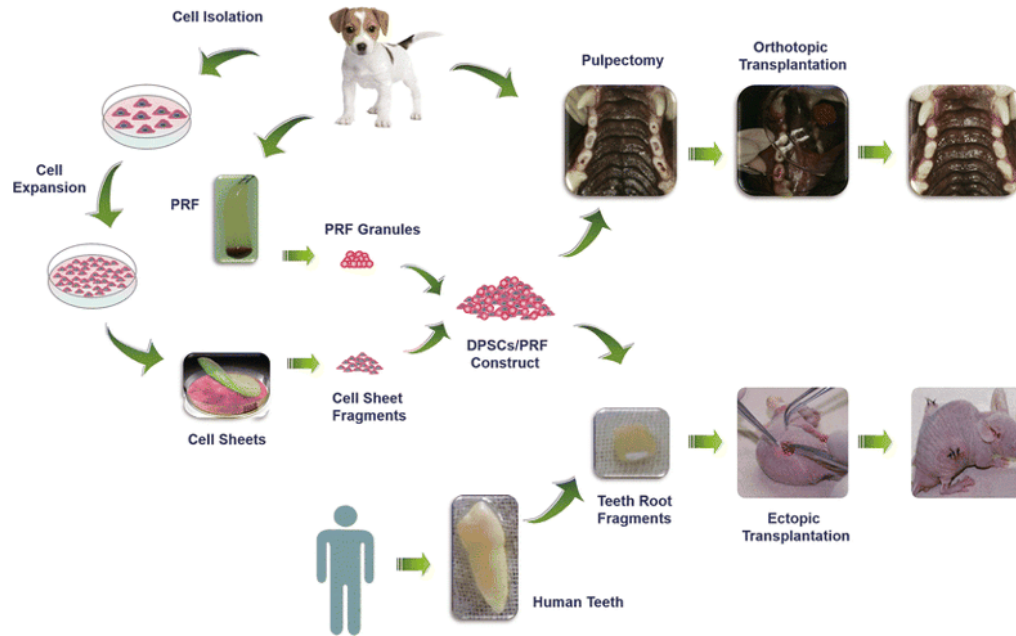 Cell Isolation
Pulpectomy
Orthotopic
Transplantation
Cell
Expansion
PRF
PRF Granules
DPSCs/PRF
Construct
Cell Sheets
Cell Sheet
Fragments
Teeth Root
Fragments
Ectopic
Transplantation
Human Teeth